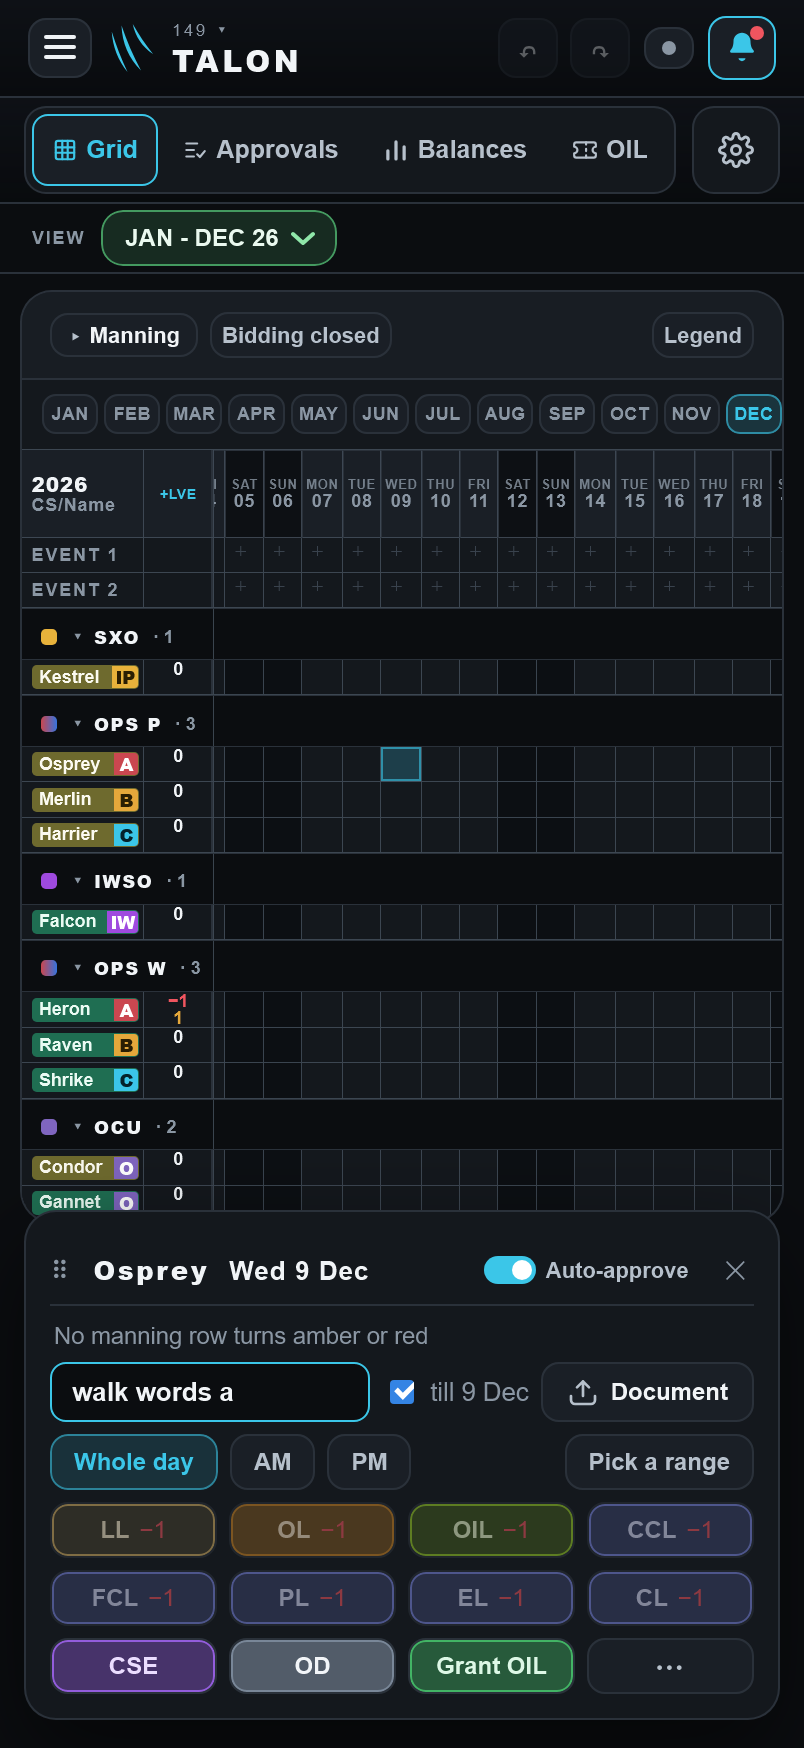 149 ▾
TALON
Grid Approvals Balances OIL
VIEW JAN - DEC 26
▸ Manning Bidding closed Legend
JAN FEB MAR APR MAY JUN JUL AUG SEP OCT NOV DEC
2026 +LVE SAT SUN MON TUE WED THU FRI SAT SUN MON TUE WED THU FRI
CS/Name 05 06 07 08 09 10 11 12 13 14 15 16 17 18
EVENT 1 + + + + + + + + + + + + + +
EVENT 2 + + + + + + + + + + + + + +
▾ SXO · 1
Kestrel IP 0
▾ OPS P · 3
Osprey A 0
Merlin B 0
Harrier C 0
▾ IWSO · 1
Falcon IW 0
▾ OPS W · 3
Heron A −1
1
Raven B 0
Shrike C 0
▾ OCU · 2
Condor O 0
Gannet O 0
Osprey Wed 9 Dec Auto-approve
No manning row turns amber or red
walk words a till 9 Dec Document
Whole day AM PM Pick a range
LL −1 OL −1 OIL −1 CCL −1
FCL −1 PL −1 EL −1 CL −1
CSE OD Grant OIL ...